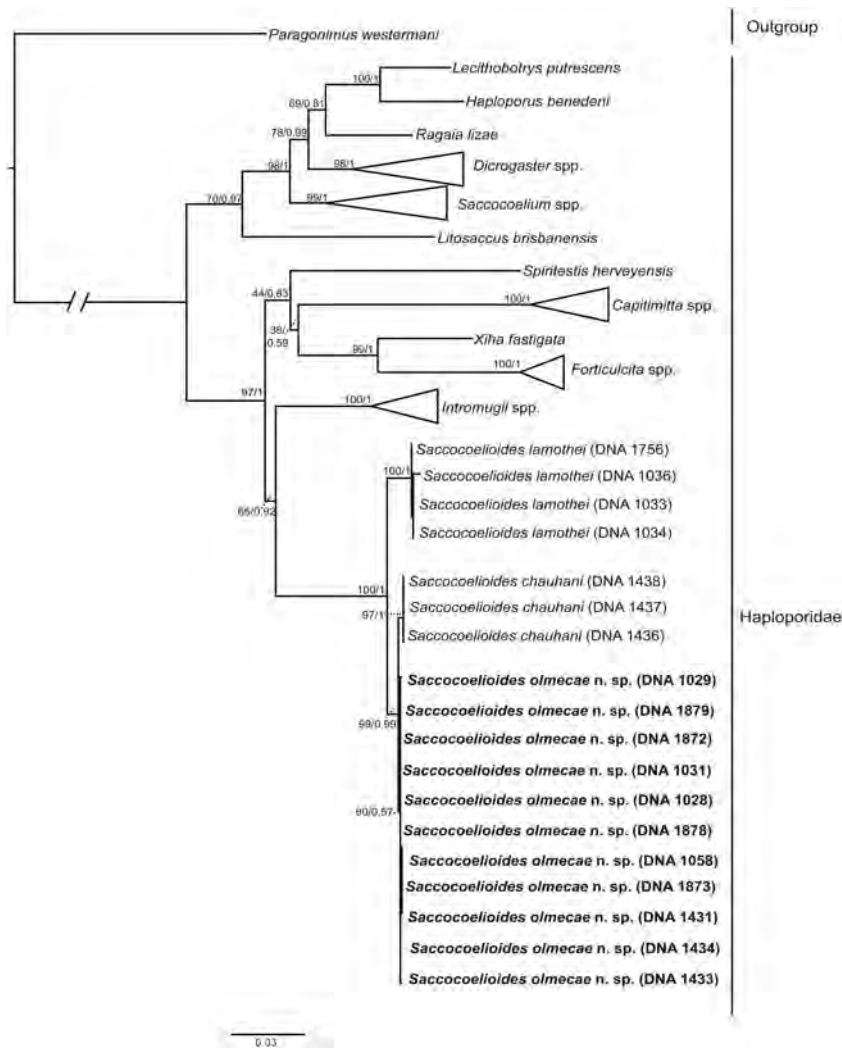 Outgroup
Paragonimus westermani
Lecithobotrys putrescens
100/1
Haploporus benedeni
69/0.81
Ragaia lizae
78/0.99
Dicrogaster spp.
98/1
98/1
Saccocoelium spp.
99/1
70/0.97
Litosaccus brisbanensis
Spiritestis herveyensis
44/0.63
100/1
Capitimitta spp.
38/
0.59
Xiha fastigata
96/1
100/1
Forticulcita spp.
97/1
100/1
Intromugil spp.
Saccocoelioides lamothei (DNA 1756)
100/1
Saccocoelioides lamothei (DNA 1036)
Saccocoelioides lamothei (DNA 1033)
65/0.92
Saccocoelioides lamothei (DNA 1034)
Saccocoelioides chauhani (DNA 1438)
100/1
Saccocoelioides chauhani (DNA 1437)
97/1
Haploporidae
Saccocoelioides chauhani (DNA 1436)
Saccocoelioides olmecae n. sp. (DNA 1029)
Saccocoelioides olmecae n. sp. (DNA 1879)
99/0.99
Saccocoelioides olmecae n. sp. (DNA 1872)
Saccocoelioides olmecae n. sp. (DNA 1031)
Saccocoelioides olmecae n. sp. (DNA 1028)
60/0.57
Saccocoelioides olmecae n. sp. (DNA 1878)
Saccocoelioides olmecae n. sp. (DNA 1058)
Saccocoelioides olmecae n. sp. (DNA 1873)
Saccocoelioides olmecae n. sp. (DNA 1431)
Saccocoelioides olmecae n. sp. (DNA 1434)
Saccocoelioides olmecae n. sp. (DNA 1433)
0.03